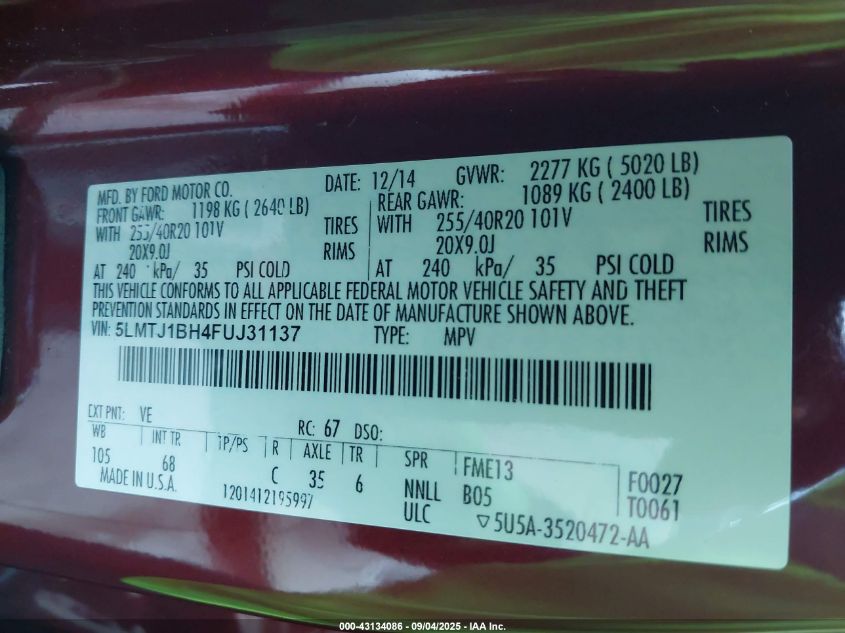 MFD. BY FORD MOTOR CO. DATE: 12/14 GVWR: 2277 KG ( 5020 LB)
FRONT GAWR: 1198 KG ( 2640 LB) REAR GAWR: 1089 KG ( 2400 LB)
WITH 255/40R20 101V TIRES WITH 255/40R20 101V TIRES
20X9.0J RIMS 20X9.0J RIMS
AT 240 kPa/ 35 PSI COLD AT 240 kPa/ 35 PSI COLD
THIS VEHICLE CONFORMS TO ALL APPLICABLE FEDERAL MOTOR VEHICLE SAFETY AND THEFT
PREVENTION STANDARDS IN EFFECT ON THE DATE OF MANUFACTURE SHOWN ABOVE.
VIN: 5LMTJ1BH4FUJ31137 TYPE: MPV
EXT PNT: VE RC: 67 DSO:
WB INT TR TP/PS R AXLE TR SPR FME13 F0027
105 68 C 35 6 NNLL B05 T0061
MADE IN U.S.A. 1201412195997 ULC ▽5U5A-3520472-AA
000-43134086 - 09/04/2025 - IAA Inc.